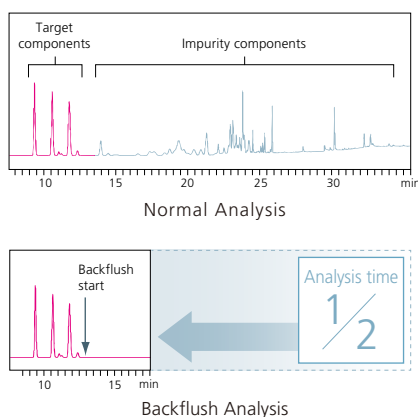 Target
components
Impurity components
10 15 20 25 30 min
Normal Analysis
Backflush
start
Analysis time
1/2
10 15 min
Backflush Analysis